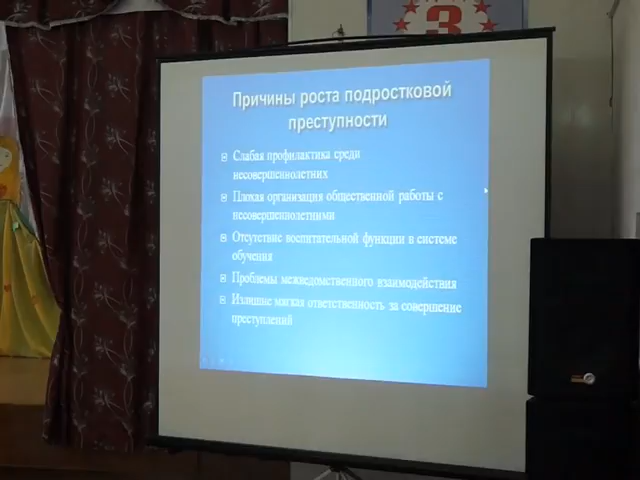 З
Причины роста подростковой
преступности
Слабая профилактика среди
несовершеннолетних
Плохая организация общественной работы с
несовершеннолетними
Отсутствие воспитательной функции в системе
обучения
Проблемы межведомственного взаимодействия
Излишне мягкая ответственность за совершение
преступлений